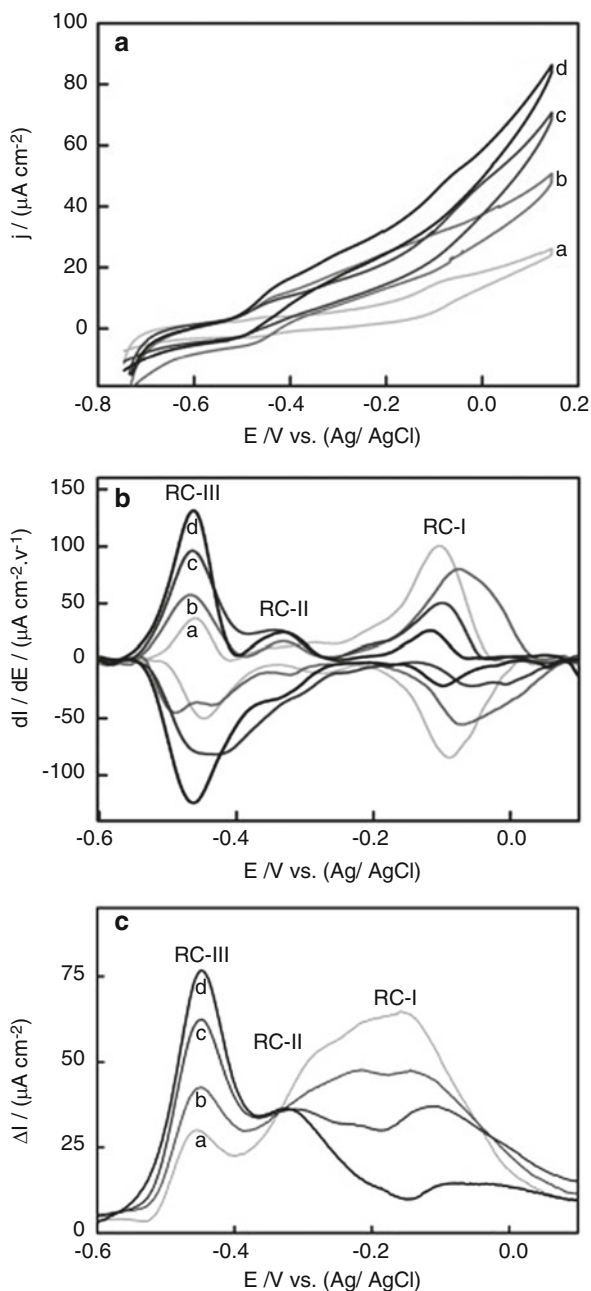 a
100
80
60
40
20
0
j / (µA cm-2)
d
c
b
a
-0.8 -0.6 -0.4 -0.2 0.0 0.2
E /V vs. (Ag/ AgCl)
b
150
100
50
0
-50
-100
dI / dE / (µA cm-2.v-1)
RC-III
d
c
b
a
RC-II
RC-I
-0.6 -0.4 -0.2 0.0
E /V vs. (Ag/ AgCl)
c
75
50
25
0
ΔI / (µA cm-2)
RC-III
d
c
b
a
RC-II
RC-I
-0.6 -0.4 -0.2 0.0
E /V vs. (Ag/ AgCl)